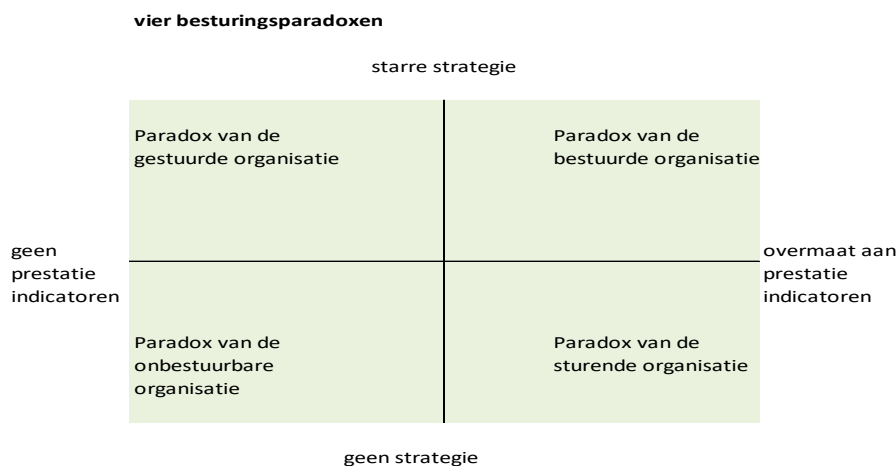 vier besturingsparadoxen
starre strategie
Paradox van de
gestuurde organisatie
Paradox van de
bestuurde organisatie
geen
prestatie
indicatoren
overmaat aan
prestatie
indicatoren
Paradox van de
onbestuurbare
organisatie
Paradox van de
sturende organisatie
geen strategie